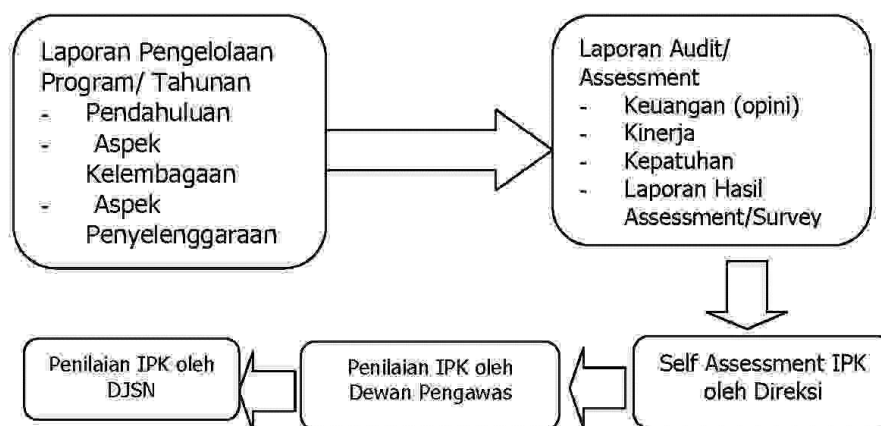 Laporan Pengelolaan
Program/ Tahunan
- Pendahuluan
- Aspek
Kelembagaan
- Aspek
Penyelenggaraan
Laporan Audit/
Assessment
- Keuangan (opini)
- Kinerja
- Kepatuhan
- Laporan Hasil
Assessment/Survey
Self Assessment IPK
oleh Direksi
Penilaian IPK oleh
Dewan Pengawas
Penilaian IPK oleh
DJSN